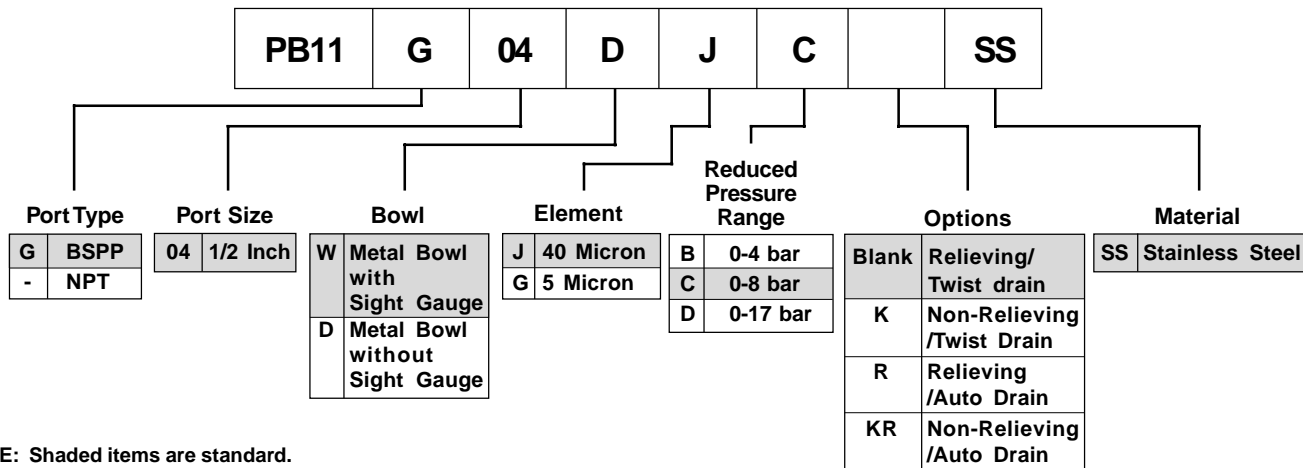 PB11 G 04 D J C SS
Port Type
G BSPP
- NPT
Port Size
04 1/2 Inch
Bowl
W Metal Bowl
with
Sight Gauge
D Metal Bowl
without
Sight Gauge
Element
J 40 Micron
G 5 Micron
Reduced
Pressure
Range
B 0-4 bar
C 0-8 bar
D 0-17 bar
Options
Blank Relieving/
Twist drain
K Non-Relieving
/Twist Drain
R Relieving
/Auto Drain
KR Non-Relieving
/Auto Drain
Material
SS Stainless Steel
E: Shaded items are standard.